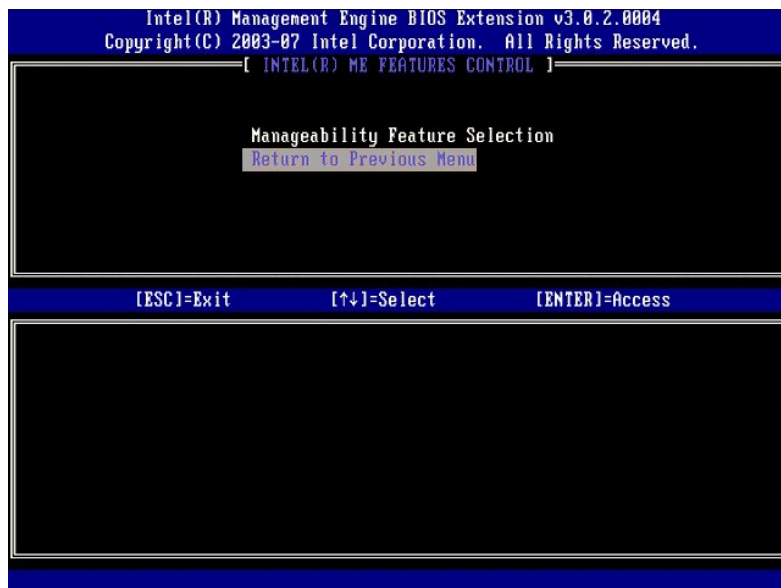 Intel(R) Management Engine BIOS Extension v3.0.2.0004
Copyright(C) 2003-07 Intel Corporation. All Rights Reserved.
[ INTEL(R) ME FEATURES CONTROL ]
Manageability Feature Selection
Return to Previous Menu
[ESC]=Exit [↑↓]=Select [ENTER]=Access